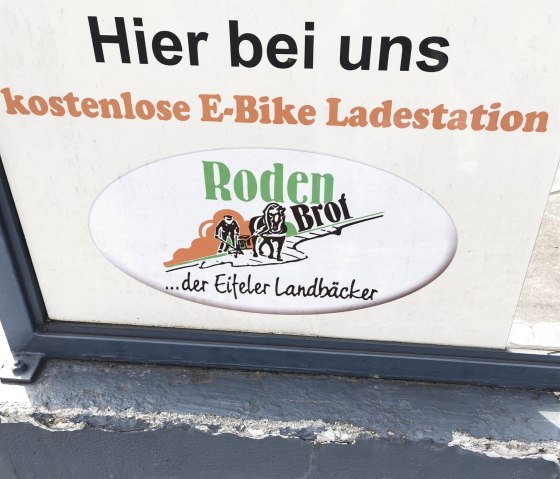 Hier bei uns
kostenlose E-Bike Ladestation
Roden
Brot
...der Eifeler Landbäcker